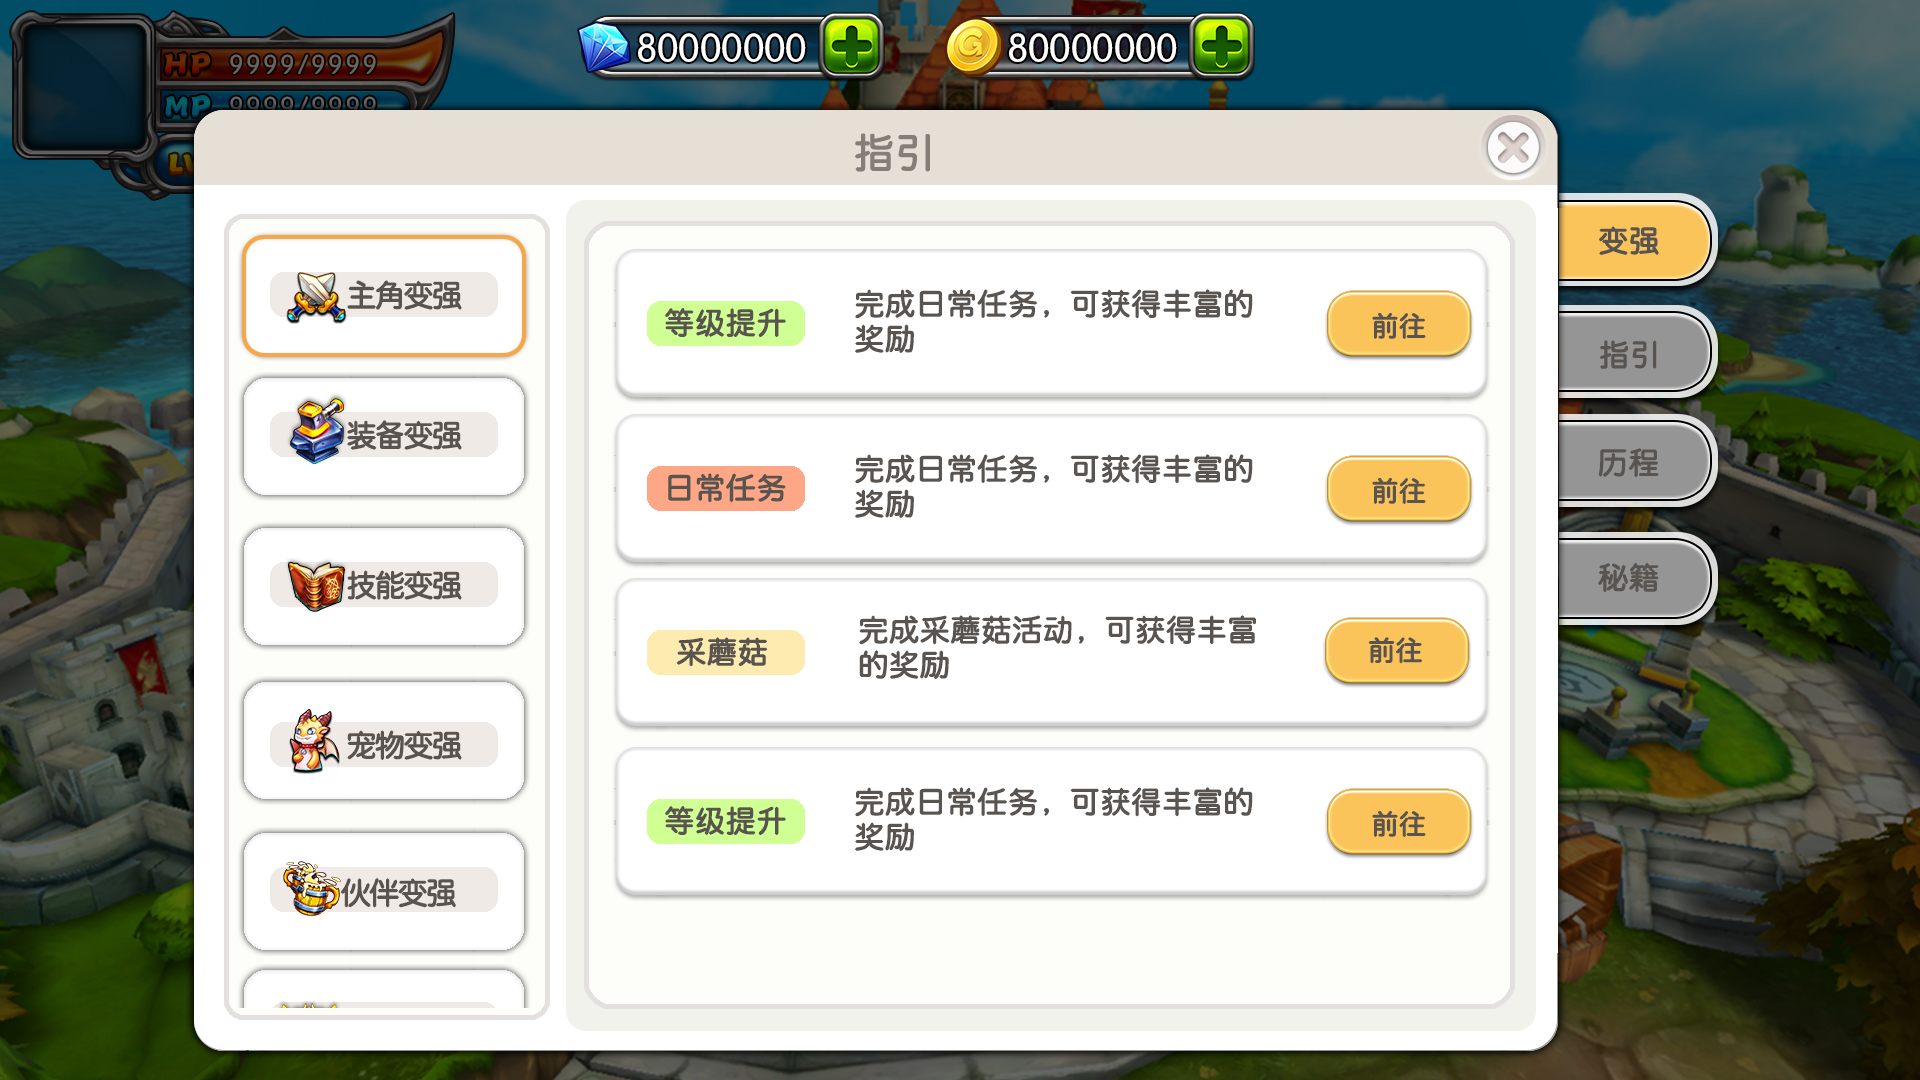 HP 9999/9999
MP 9999/9999
LV
80000000
80000000
指引
主角变强
装备变强
技能变强
宠物变强
伙伴变强
等级提升
完成日常任务，可获得丰富的
奖励
前往
日常任务
完成日常任务，可获得丰富的
奖励
前往
采蘑菇
完成采蘑菇活动，可获得丰富
的奖励
前往
等级提升
完成日常任务，可获得丰富的
奖励
前往
变强
指引
历程
秘籍